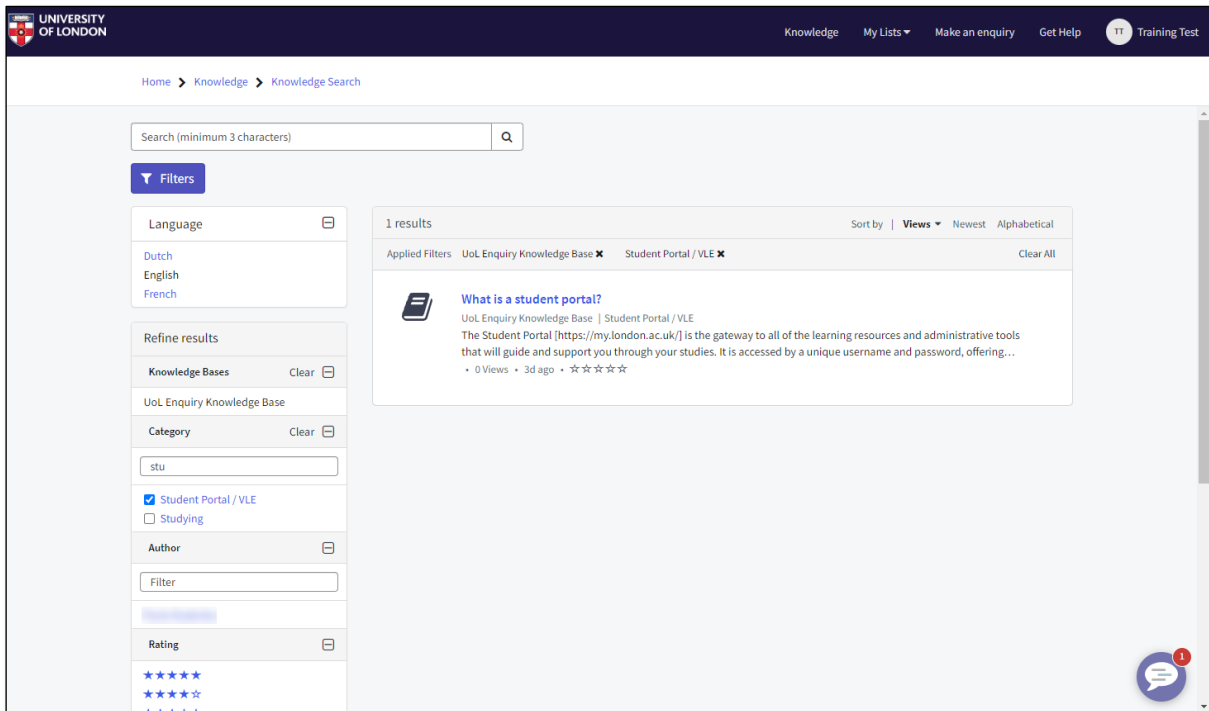 UNIVERSITY
OF LONDON
Knowledge My Lists Make an enquiry Get Help TT Training Test
Home Knowledge Knowledge Search
Search (minimum 3 characters)
Filters
Language
Dutch
English
French
Refine results
Knowledge Bases Clear
UoL Enquiry Knowledge Base
Category Clear
stu
Student Portal / VLE
Studying
Author
Filter
Rating
1 results Sort by | Views Newest Alphabetical
Applied Filters UoL Enquiry Knowledge Base ✖ Student Portal / VLE ✖ Clear All
What is a student portal?
UoL Enquiry Knowledge Base | Student Portal / VLE
The Student Portal [https://my.london.ac.uk/] is the gateway to all of the learning resources and administrative tools
that will guide and support you through your studies. It is accessed by a unique username and password, offering…
• 0 Views • 3d ago •
1